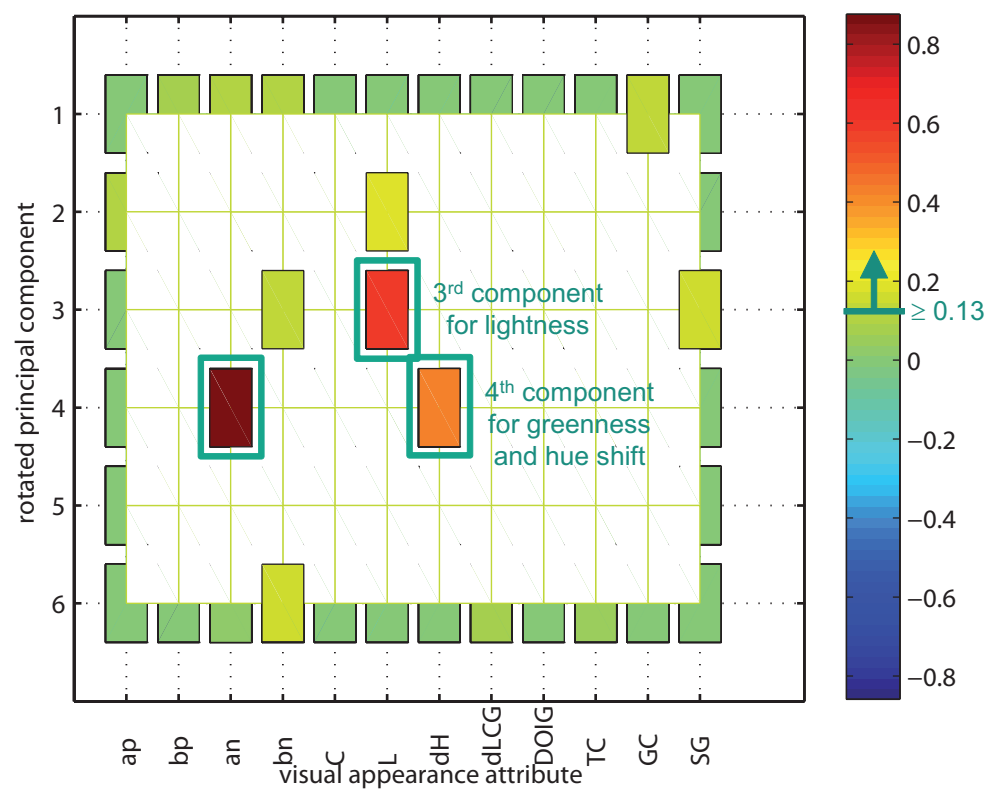 rotated principal component
1
2
3
4
5
6
3rd component
for lightness
4th component
for greenness
and hue shift
ap
bp
an
bn
C
L
dH
dLCG
DOIG
TC
GC
SG
visual appearance attribute
0.8
0.6
0.4
0.2
≥ 0.13
0
−0.2
−0.4
−0.6
−0.8